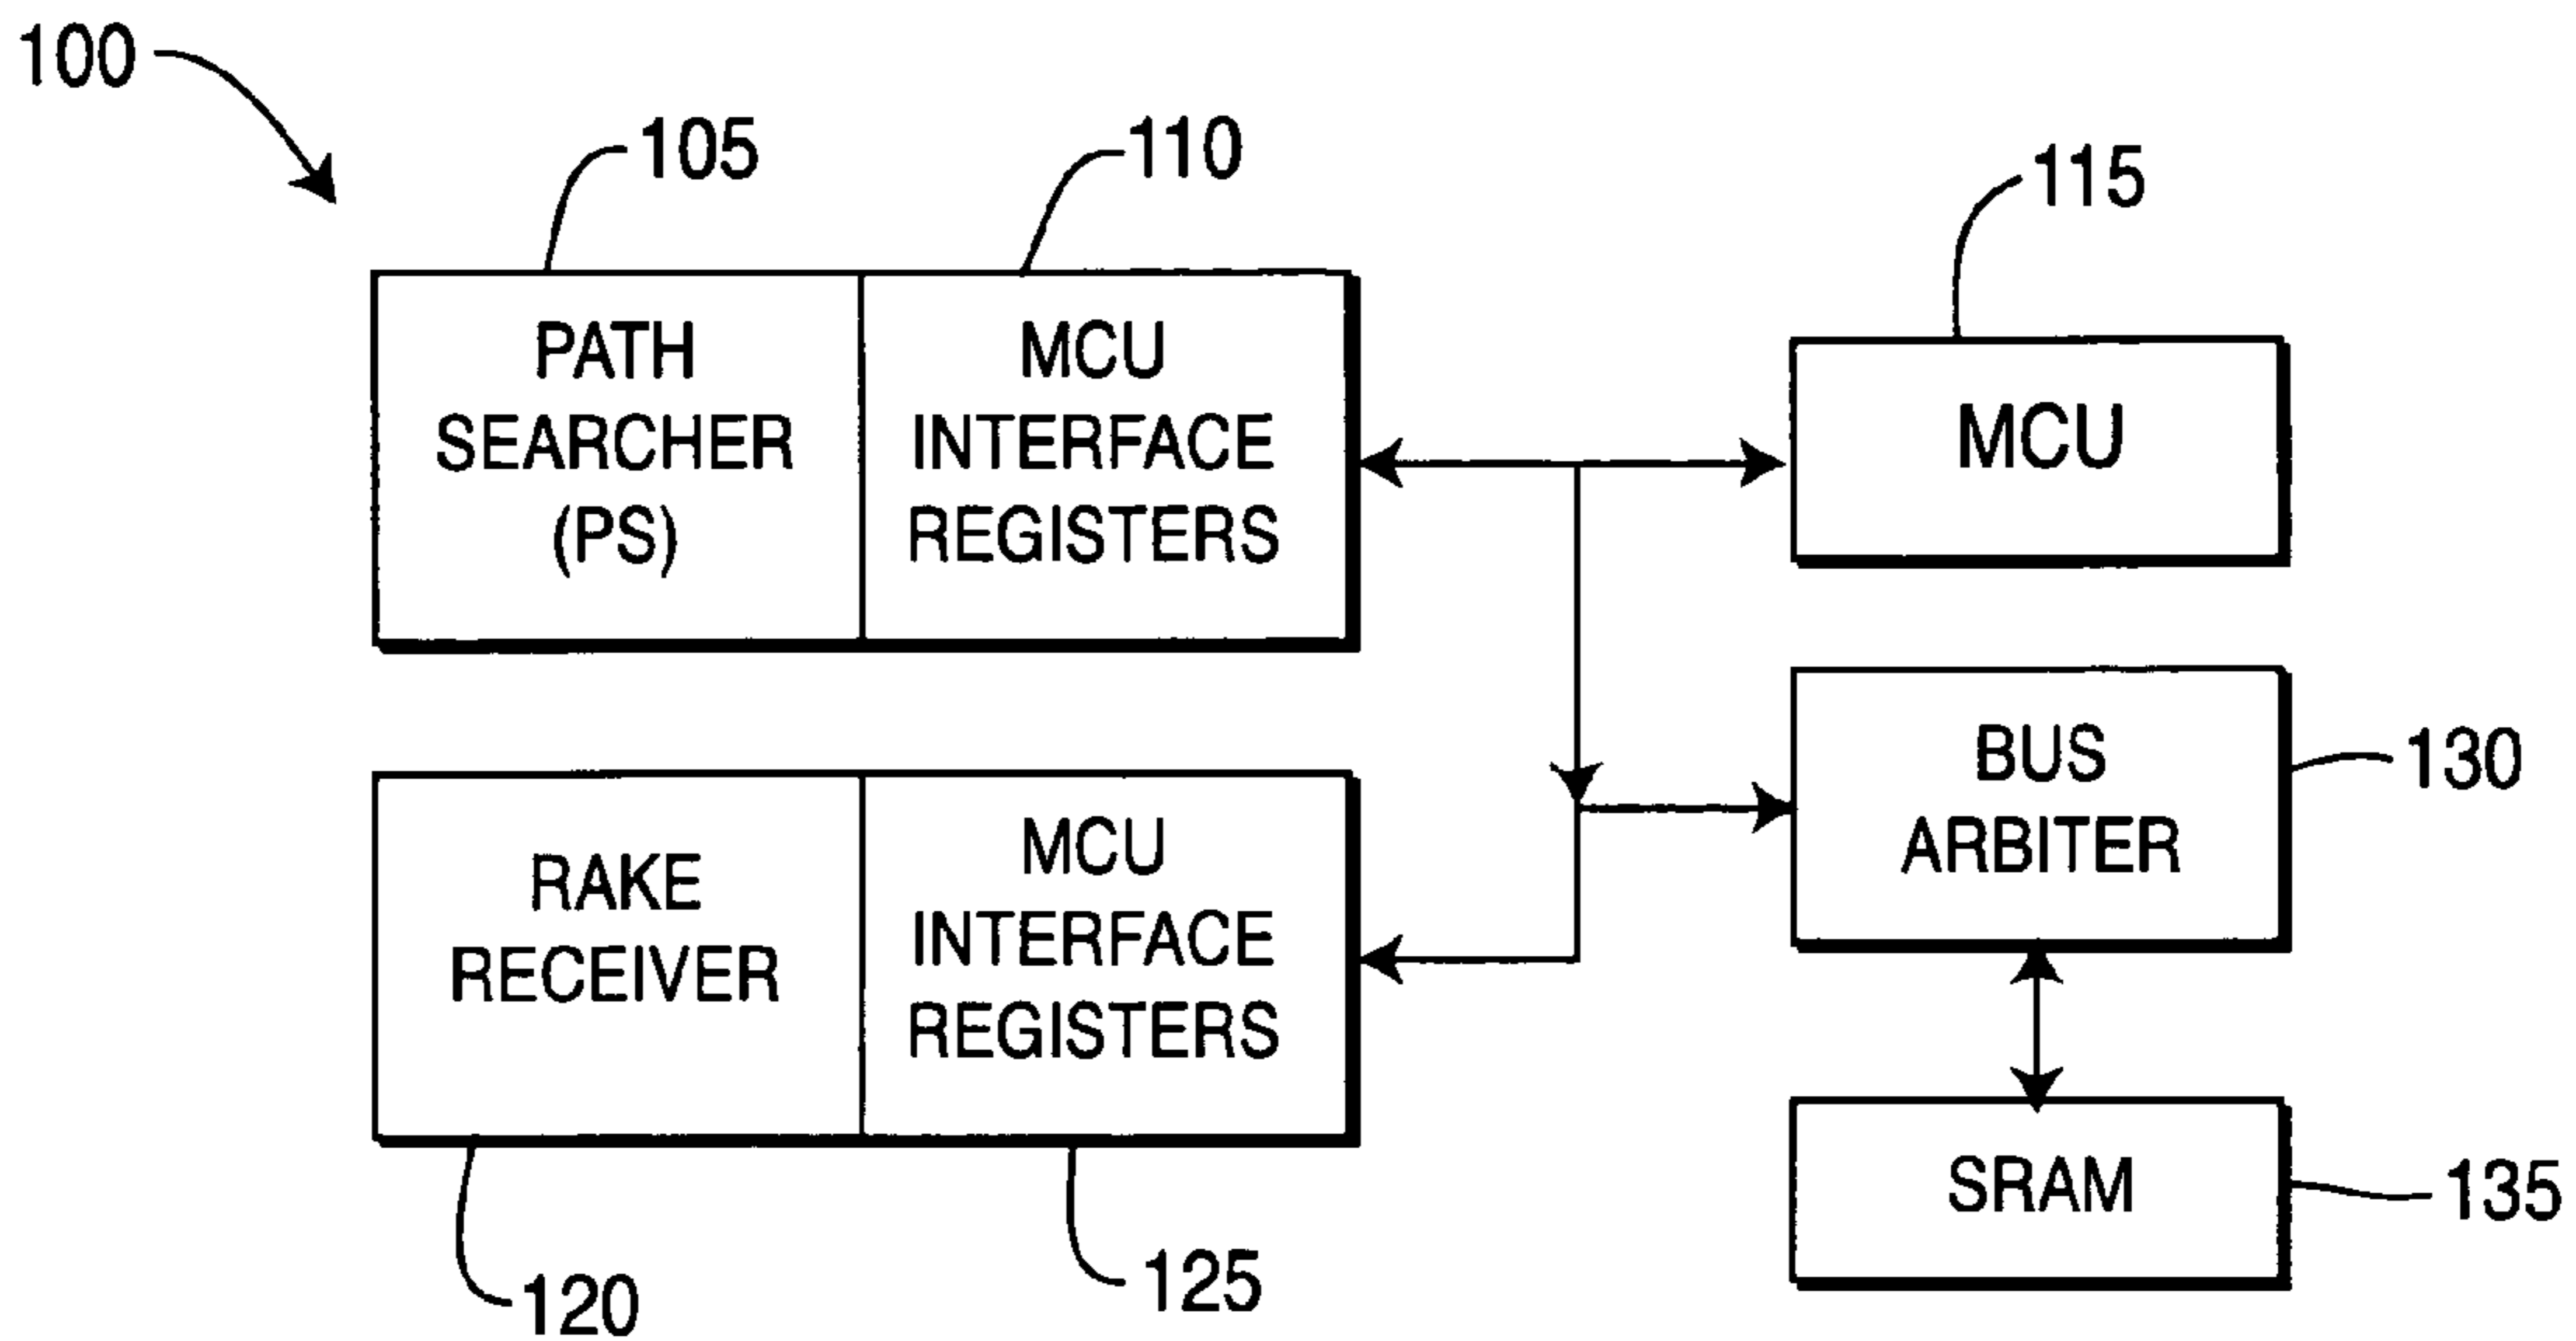 100
105
110
115
PATH
SEARCHER
(PS)
MCU
INTERFACE
REGISTERS
MCU
BUS
ARBITER
130
RAKE
RECEIVER
MCU
INTERFACE
REGISTERS
SRAM
135
120
125